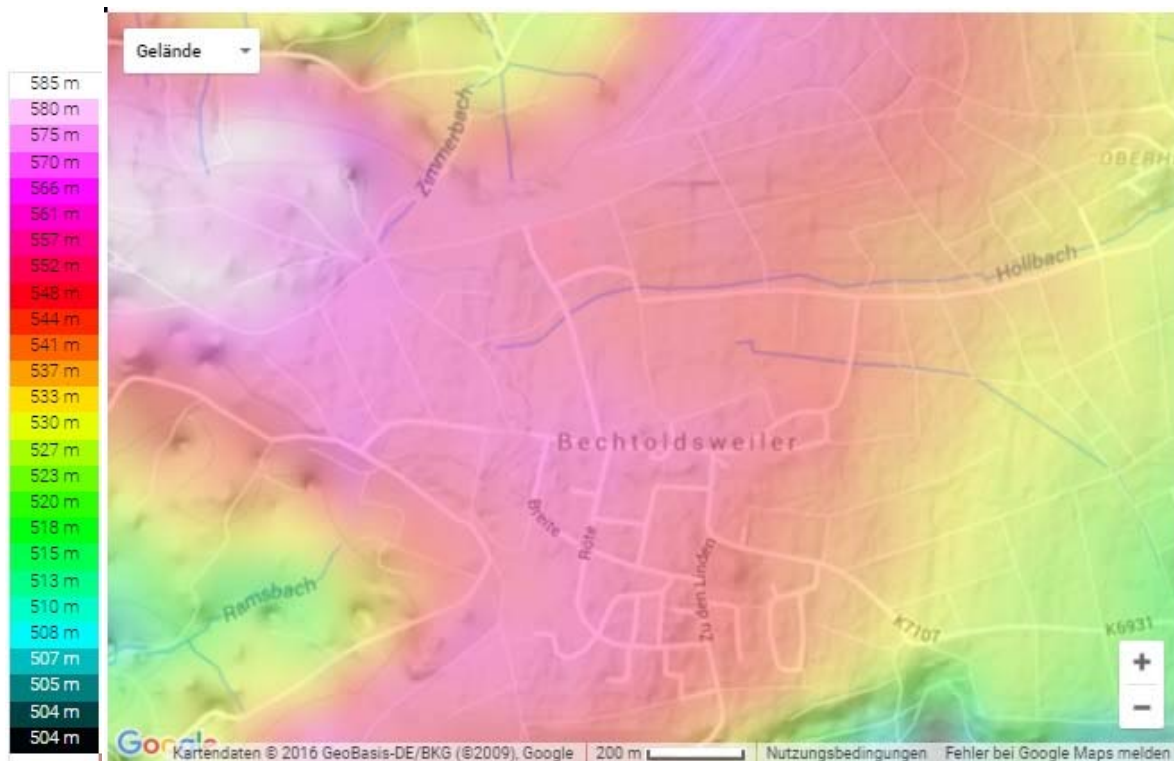 Gelände
585 m
580 m
575 m
570 m
566 m
561 m
557 m
552 m
548 m
544 m
541 m
537 m
533 m
530 m
527 m
523 m
520 m
518 m
515 m
513 m
510 m
508 m
507 m
505 m
504 m
504 m
Zimmerbach
Höllbach
Bechtoldsweiler
Breite
Röte
Zu den Linden
Ramsbach
K7107
K6931
+
−
Google
Kartendaten © 2016 GeoBasis-DE/BKG (©2009), Google
200 m
Nutzungsbedingungen
Fehler bei Google Maps melden